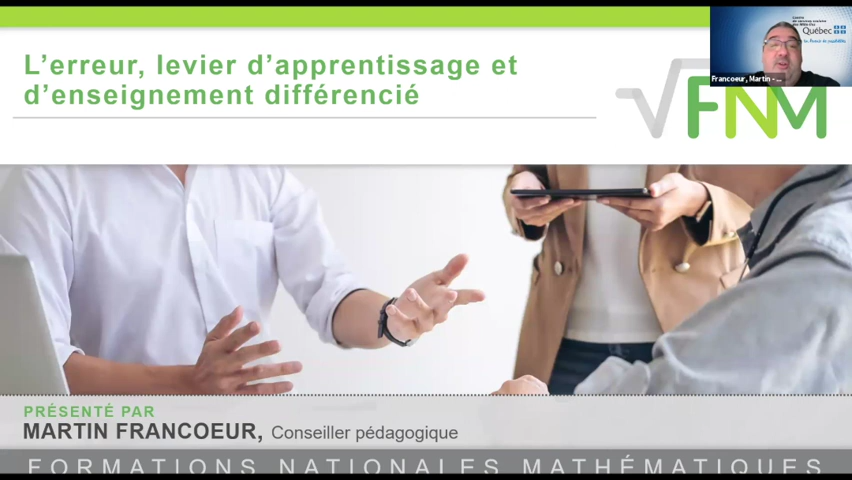 L'erreur, levier d'apprentissage et
d'enseignement différencié
Québec
Francoeur, Martin - ...
FNM
PRÉSENTÉ PAR
MARTIN FRANCOEUR, Conseiller pédagogique
FORMATIONS NATIONALES MATHÉMATIQUES